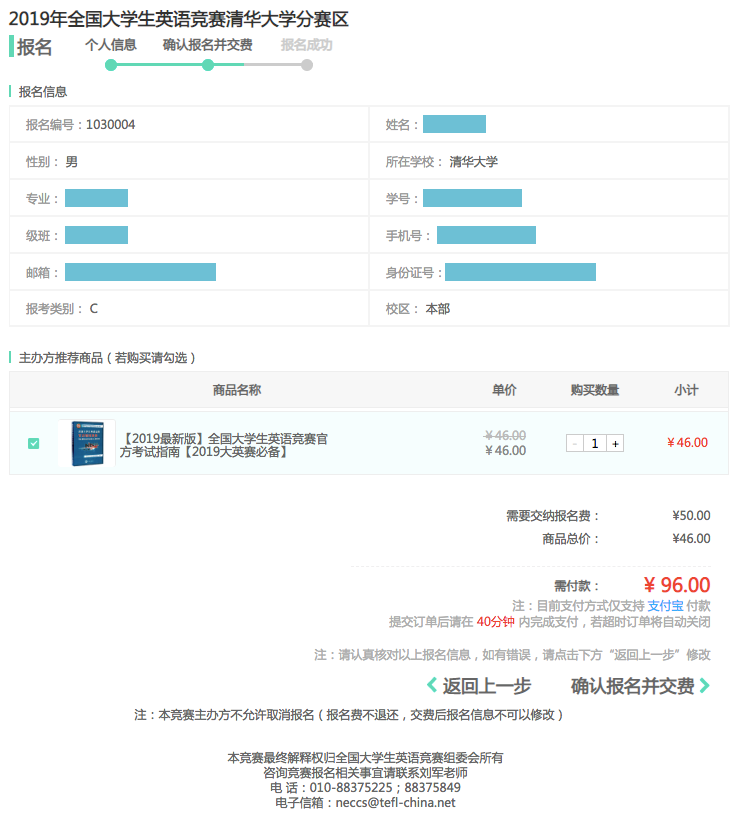 2019年全国大学生英语竞赛清华大学分赛区
报名 个人信息 确认报名并交费 报名成功
报名信息
报名编号：1030004 姓名：
性别： 男 所在学校： 清华大学
专业： 学号：
级班： 手机号：
邮箱： 身份证号：
报考类别： C 校区： 本部
主办方推荐商品（若购买请勾选）
商品名称 单价 购买数量 小计
【2019最新版】全国大学生英语竞赛官 ¥ 46.00 - 1 + ¥ 46.00
方考试指南【2019大英赛必备】 ¥ 46.00
需要交纳报名费： ¥50.00
商品总价： ¥46.00
需付款： ¥ 96.00
注：目前支付方式仅支持 支付宝 付款
提交订单后请在 40分钟 内完成支付，若超时订单将自动关闭
注：请认真核对以上报名信息，如有错误，请点击下方“返回上一步”修改
返回上一步 确认报名并交费
注：本竞赛主办方不允许取消报名（报名费不退还，交费后报名信息不可以修改）
本竞赛最终解释权归全国大学生英语竞赛组委会所有
咨询竞赛报名相关事宜请联系刘军老师
电 话：010-88375225；88375849
电子信箱：neccs@tefl-china.net